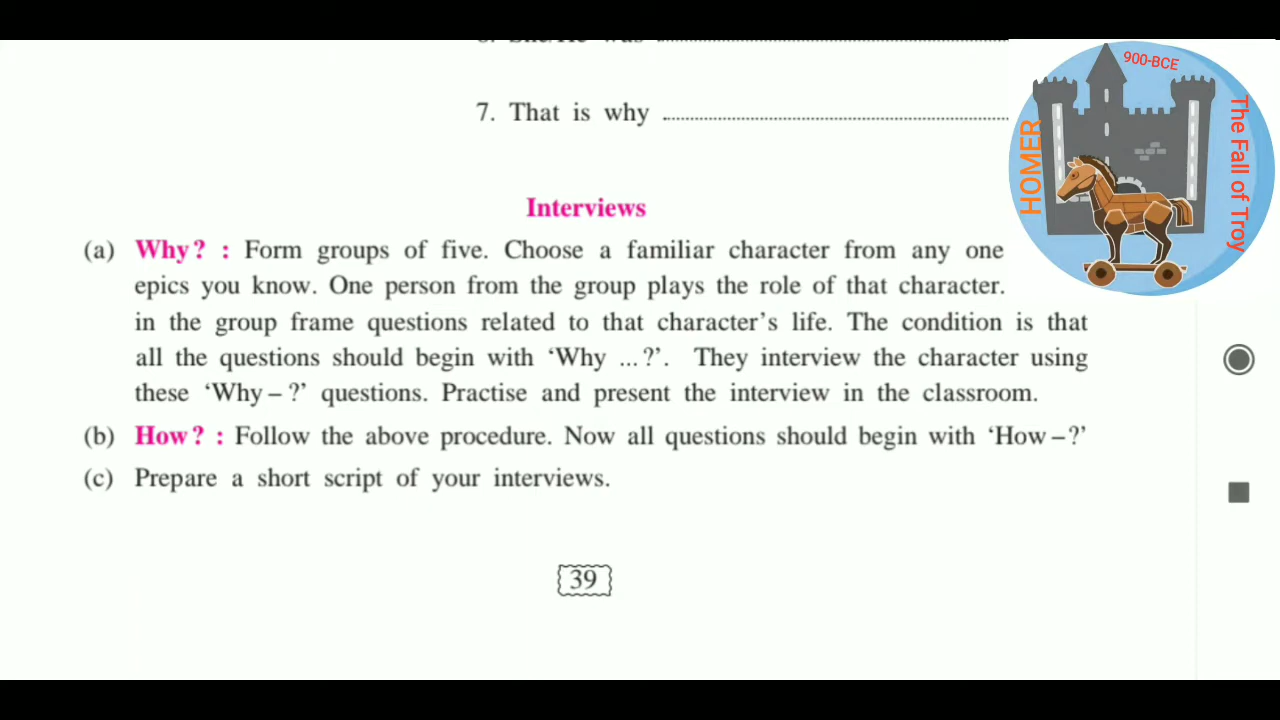 7. That is why ..........................................................
900-BCE
HOMER
The Fall of Troy
Interviews
(a) Why? : Form groups of five. Choose a familiar character from any one
epics you know. One person from the group plays the role of that character.
in the group frame questions related to that character’s life. The condition is that
all the questions should begin with ‘Why ...?’. They interview the character using
these ‘Why – ?’ questions. Practise and present the interview in the classroom.
(b) How? : Follow the above procedure. Now all questions should begin with ‘How – ?’
(c) Prepare a short script of your interviews.
39